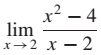 lim x→2 (x² − 4)/(x − 2)